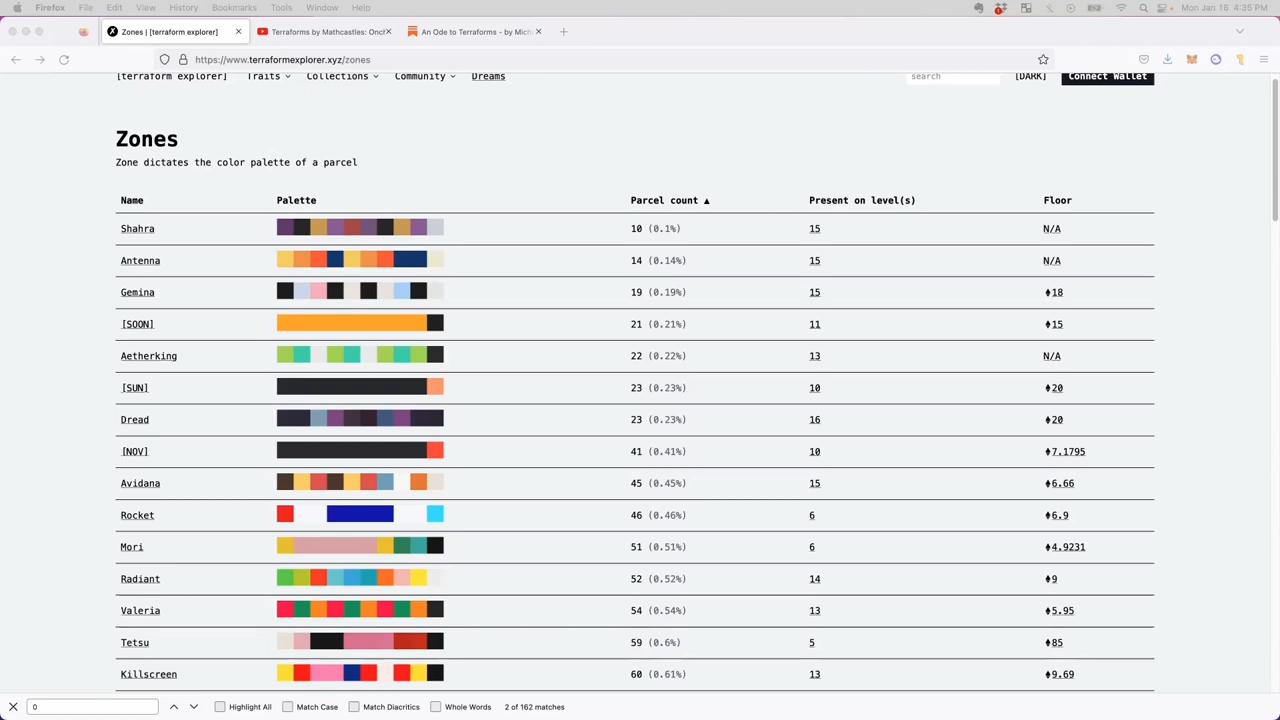 Firefox File Edit View History Bookmarks Tools Window Help Mon Jan 16 4:35 PM
Zones | [terraform explorer] Terraforms by Mathcastles: Onch An Ode to Terraforms - by Mich
https://www.terraformexplorer.xyz/zones
[terraform explorer] Traits Collections Community Dreams search [DARK] Connect Wallet
Zones
Zone dictates the color palette of a parcel
Name Palette Parcel count ▲ Present on level(s) Floor
Shahra 10 (0.1%) 15 N/A
Antenna 14 (0.14%) 15 N/A
Gemina 19 (0.19%) 15 ♦18
[SOON] 21 (0.21%) 11 ♦15
Aetherking 22 (0.22%) 13 N/A
[SUN] 23 (0.23%) 10 ♦20
Dread 23 (0.23%) 16 ♦20
[NOV] 41 (0.41%) 10 ♦7.1795
Avidana 45 (0.45%) 15 ♦6.66
Rocket 46 (0.46%) 6 ♦6.9
Mori 51 (0.51%) 6 ♦4.9231
Radiant 52 (0.52%) 14 ♦9
Valeria 54 (0.54%) 13 ♦5.95
Tetsu 59 (0.6%) 5 ♦85
Killscreen 60 (0.61%) 13 ♦9.69
0 Highlight All Match Case Match Diacritics Whole Words 2 of 162 matches